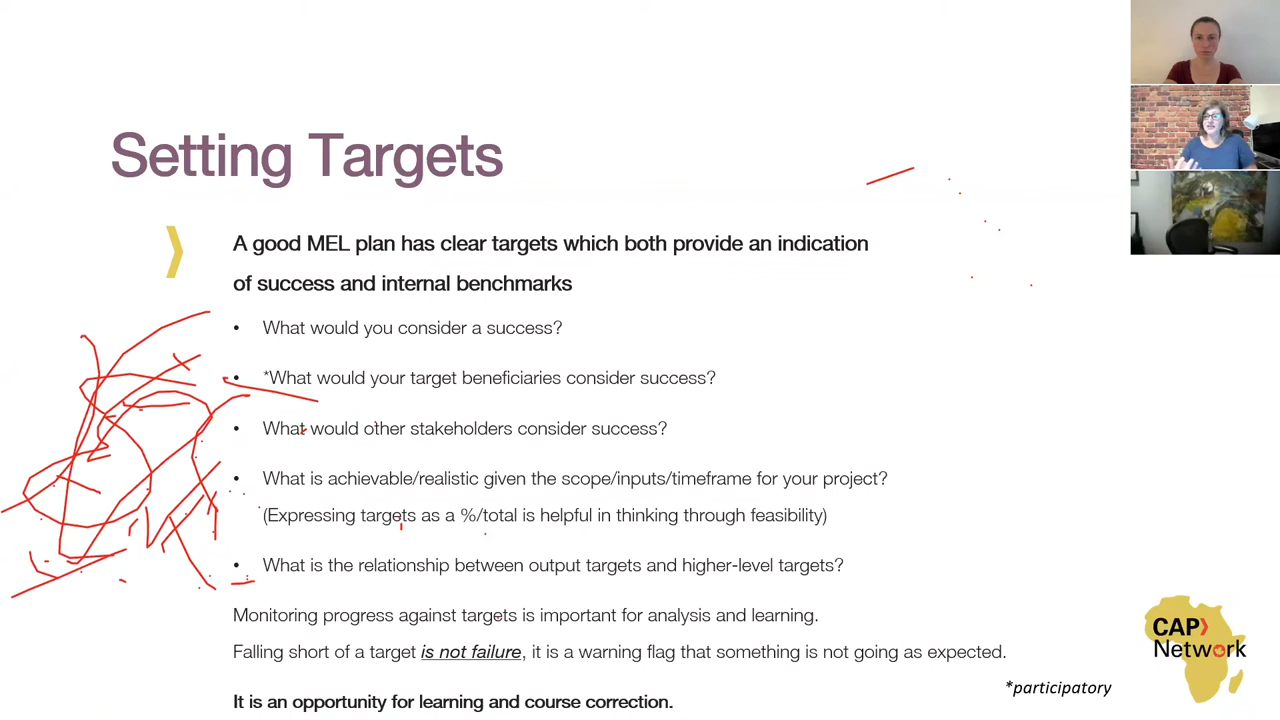 Setting Targets
A good MEL plan has clear targets which both provide an indication
of success and internal benchmarks
• What would you consider a success?
• *What would your target beneficiaries consider success?
• What would other stakeholders consider success?
• What is achievable/realistic given the scope/inputs/timeframe for your project?
(Expressing targets as a %/total is helpful in thinking through feasibility)
• What is the relationship between output targets and higher-level targets?
Monitoring progress against targets is important for analysis and learning.
Falling short of a target is not failure, it is a warning flag that something is not going as expected.
It is an opportunity for learning and course correction.
*participatory
CAP
Network